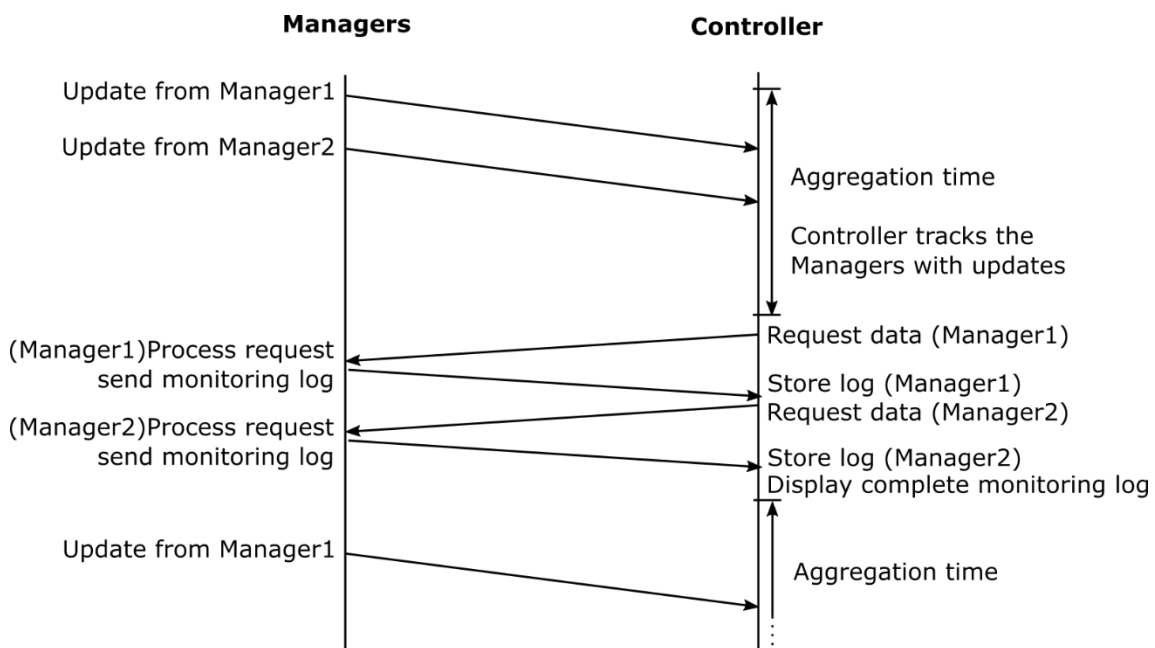 Managers
Controller
Update from Manager1
Update from Manager2
Aggregation time
Controller tracks the
Managers with updates
Request data (Manager1)
(Manager1)Process request
send monitoring log
Store log (Manager1)
Request data (Manager2)
(Manager2)Process request
send monitoring log
Store log (Manager2)
Display complete monitoring log
Update from Manager1
Aggregation time